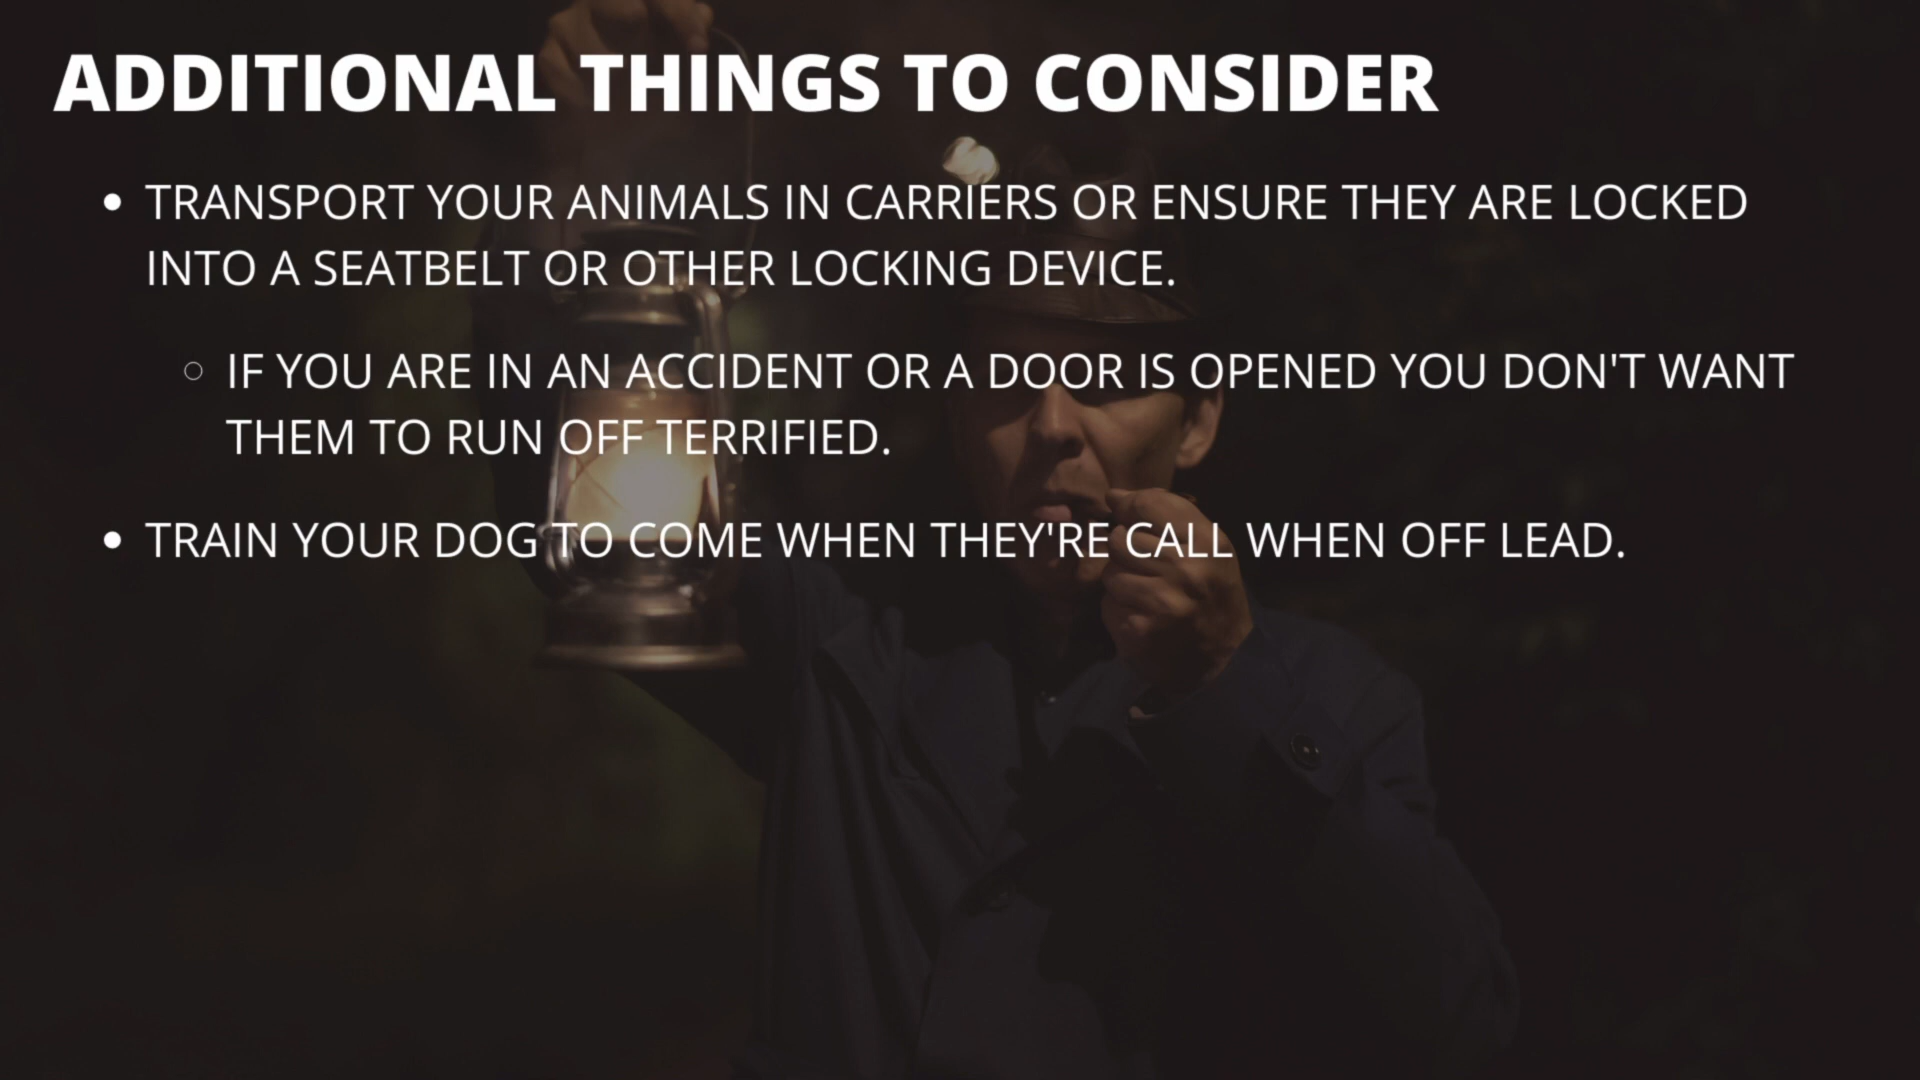 ADDITIONAL THINGS TO CONSIDER
• TRANSPORT YOUR ANIMALS IN CARRIERS OR ENSURE THEY ARE LOCKED
INTO A SEATBELT OR OTHER LOCKING DEVICE.
○ IF YOU ARE IN AN ACCIDENT OR A DOOR IS OPENED YOU DON'T WANT
THEM TO RUN OFF TERRIFIED.
• TRAIN YOUR DOG TO COME WHEN THEY'RE CALL WHEN OFF LEAD.